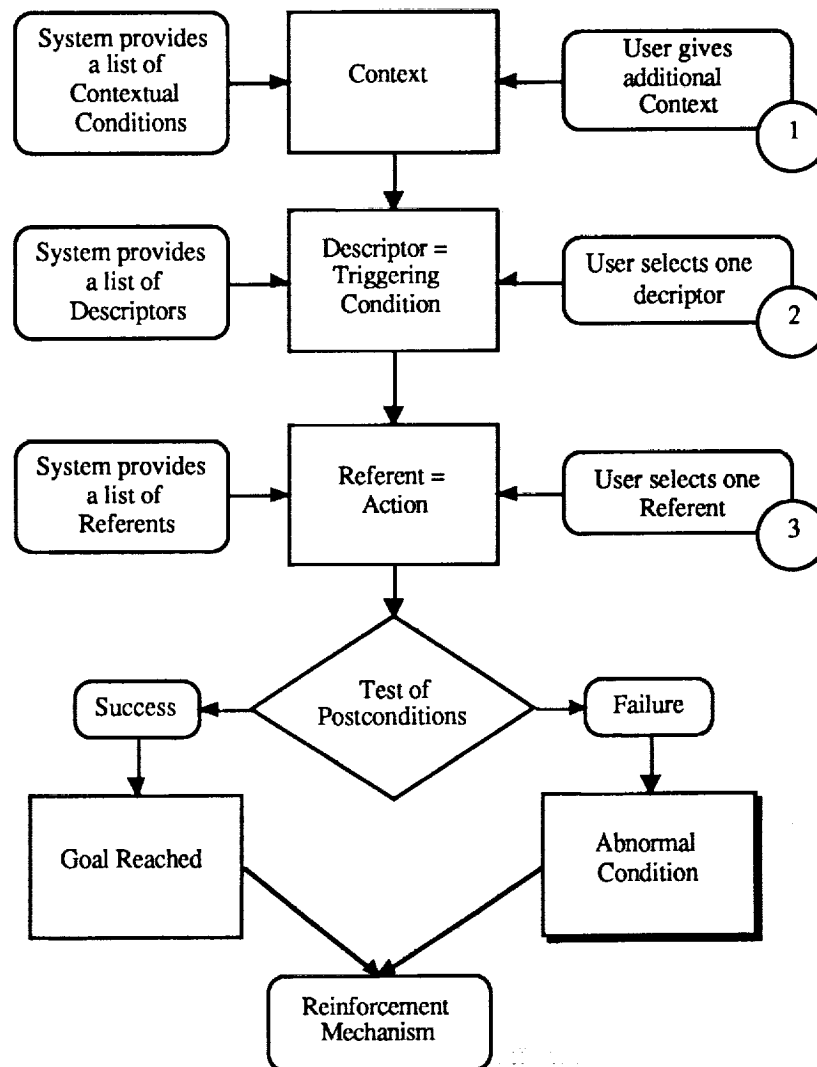 System provides
a list of
Contextual
Conditions
Context
User gives
additional
Context
1
System provides
a list of
Descriptors
Descriptor =
Triggering
Condition
User selects one
decriptor
2
System provides
a list of
Referents
Referent =
Action
User selects one
Referent
3
Success
Test of
Postconditions
Failure
Goal Reached
Abnormal
Condition
Reinforcement
Mechanism